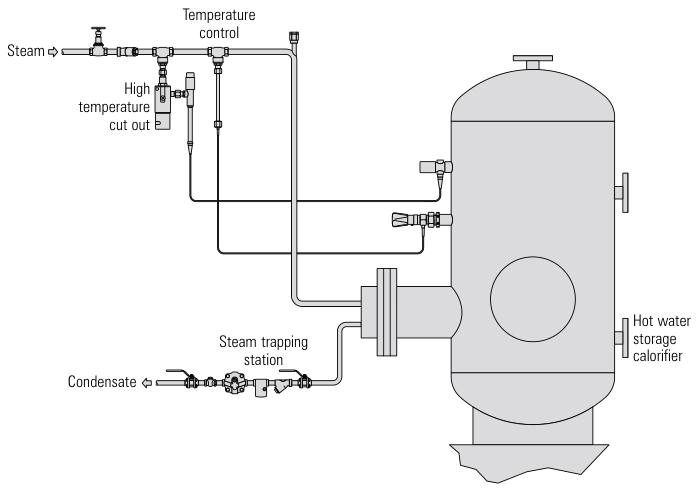 Temperature
control
Steam
High
temperature
cut out
Steam trapping
station
Condensate
Hot water
storage
calorifier